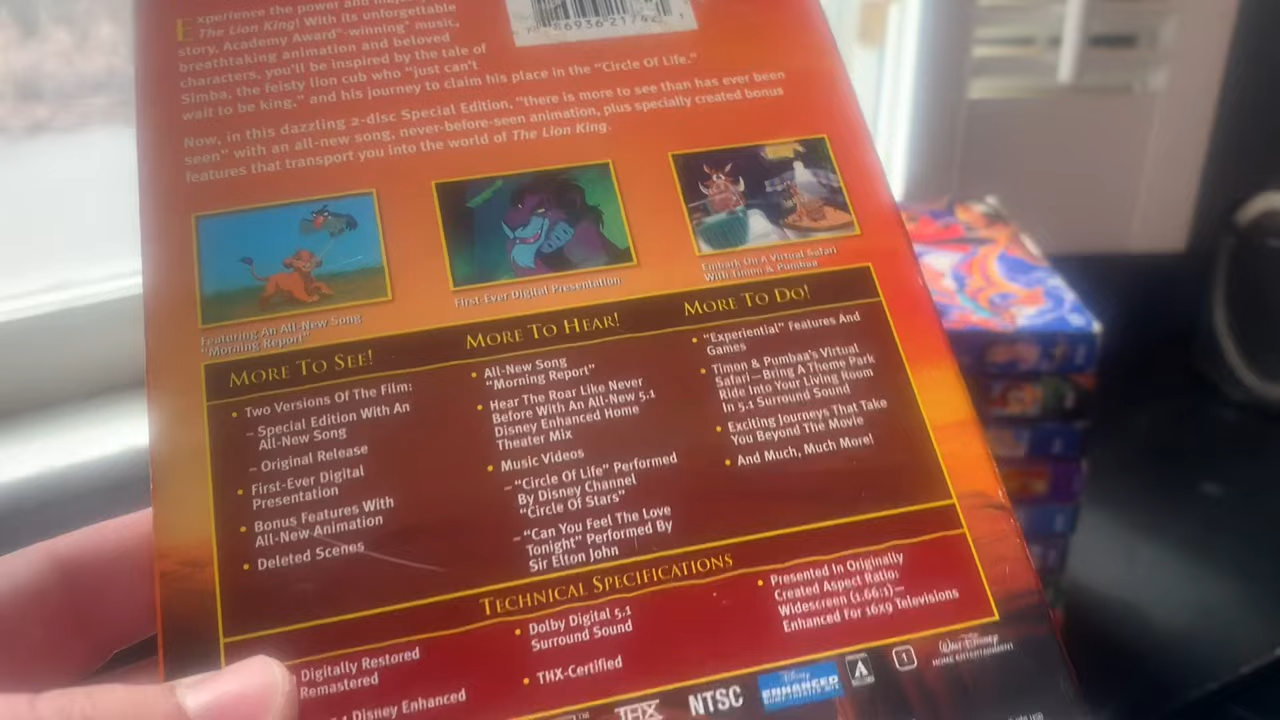 Experience the power and
The Lion King! With its unforgettable
story, Academy Award®-winning* music,
breathtaking animation and beloved
characters, you'll be inspired by the tale of
Simba, the feisty lion cub who "just can't
wait to be king," and his journey to claim his place in the "Circle Of Life."
Now, in this dazzling 2-disc Special Edition, "there is more to see than has ever been
seen" with an all-new song, never-before-seen animation, plus specially created bonus
features that transport you into the world of The Lion King.
Featuring An All-New Song
"Morning Report"
First-Ever Digital Presentation
Embark On A Virtual Safari
With Timon & Pumbaa
MORE TO SEE!
• Two Versions Of The Film:
– Special Edition With An
All-New Song
– Original Release
• First-Ever Digital
Presentation
• Bonus Features With
All-New Animation
• Deleted Scenes
MORE TO HEAR!
• All-New Song
"Morning Report"
• Hear The Roar Like Never
Before With An All-New 5.1
Disney Enhanced Home
Theater Mix
• Music Videos
– "Circle Of Life" Performed
By Disney Channel
"Circle Of Stars"
– "Can You Feel The Love
Tonight" Performed By
Sir Elton John
MORE TO DO!
• "Experiential" Features And
Games
• Timon & Pumbaa's Virtual
Safari—Bring A Theme Park
Ride Into Your Living Room
In 5.1 Surround Sound
• Exciting Journeys That Take
You Beyond The Movie
• And Much, Much More!
TECHNICAL SPECIFICATIONS
Digitally Restored
Remastered
Disney Enhanced
• Dolby Digital 5.1
Surround Sound
• THX-Certified
• Presented In Originally
Created Aspect Ratio:
Widescreen (1.66:1)—
Enhanced For 16x9 Televisions
THX
NTSC
Disney
ENHANCED
1
WALT DISNEY
HOME ENTERTAINMENT